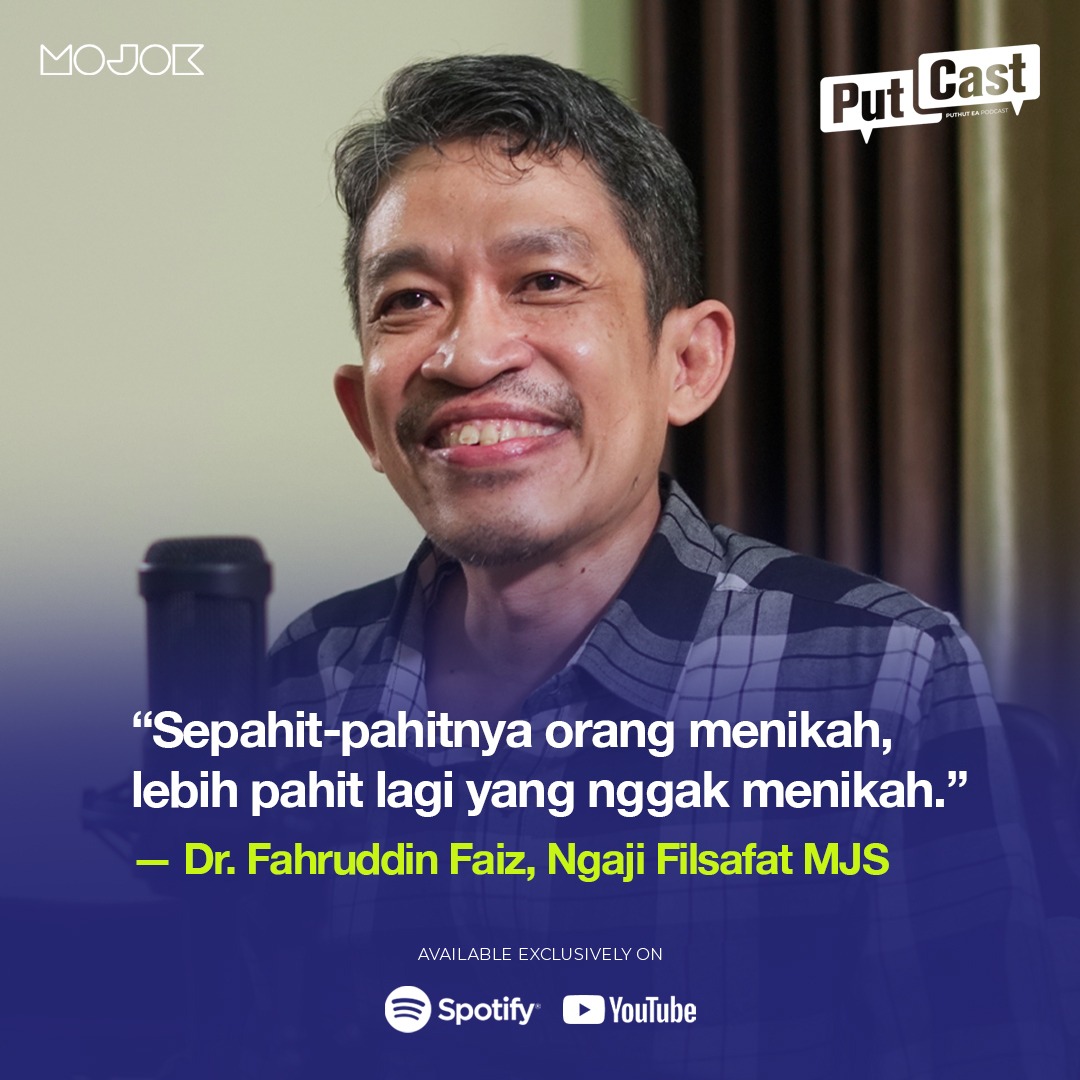 MOJOK
Put Cast
PUTHUT EA PODCAST
“Sepahit-pahitnya orang menikah,
lebih pahit lagi yang nggak menikah.”
— Dr. Fahruddin Faiz, Ngaji Filsafat MJS
AVAILABLE EXCLUSIVELY ON
Spotify® YouTube